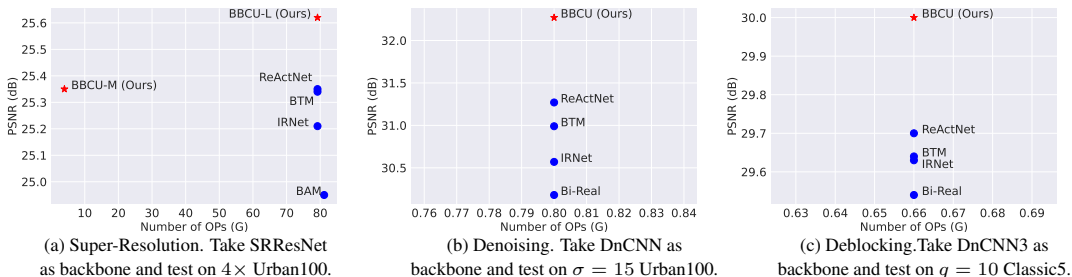 PSNR (dB)
25.6
25.5
25.4
25.3
25.2
25.1
25.0
BBCU-L (Ours)
BBCU-M (Ours)
ReActNet
BTM
IRNet
BAM
10 20 30 40 50 60 70 80
Number of OPs (G)
(a) Super-Resolution. Take SRResNet
as backbone and test on 4× Urban100.
PSNR (dB)
32.0
31.5
31.0
30.5
BBCU (Ours)
ReActNet
BTM
IRNet
Bi-Real
0.76 0.77 0.78 0.79 0.80 0.81 0.82 0.83 0.84
Number of OPs (G)
(b) Denoising. Take DnCNN as
backbone and test on σ = 15 Urban100.
PSNR (dB)
30.0
29.9
29.8
29.7
29.6
BBCU (Ours)
ReActNet
BTM
IRNet
Bi-Real
0.63 0.64 0.65 0.66 0.67 0.68 0.69
Number of OPs (G)
(c) Deblocking.Take DnCNN3 as
backbone and test on q = 10 Classic5.